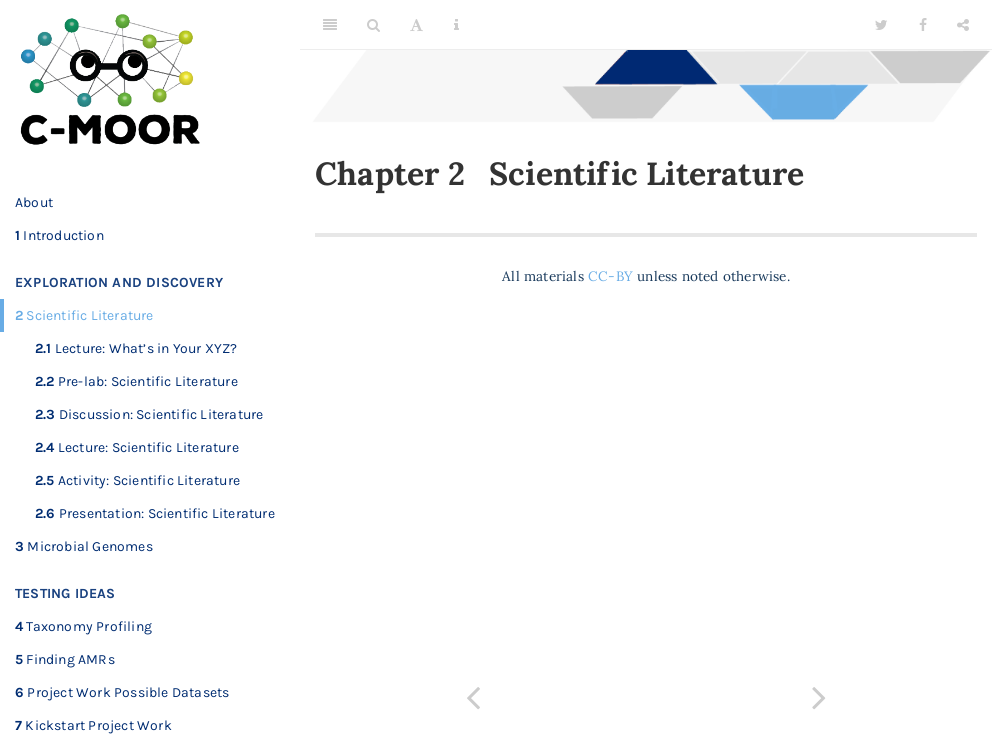 C-MOOR
About
1 Introduction
EXPLORATION AND DISCOVERY
2 Scientific Literature
2.1 Lecture: What's in Your XYZ?
2.2 Pre-lab: Scientific Literature
2.3 Discussion: Scientific Literature
2.4 Lecture: Scientific Literature
2.5 Activity: Scientific Literature
2.6 Presentation: Scientific Literature
3 Microbial Genomes
TESTING IDEAS
4 Taxonomy Profiling
5 Finding AMRs
6 Project Work Possible Datasets
7 Kickstart Project Work
Chapter 2 Scientific Literature
All materials CC-BY unless noted otherwise.